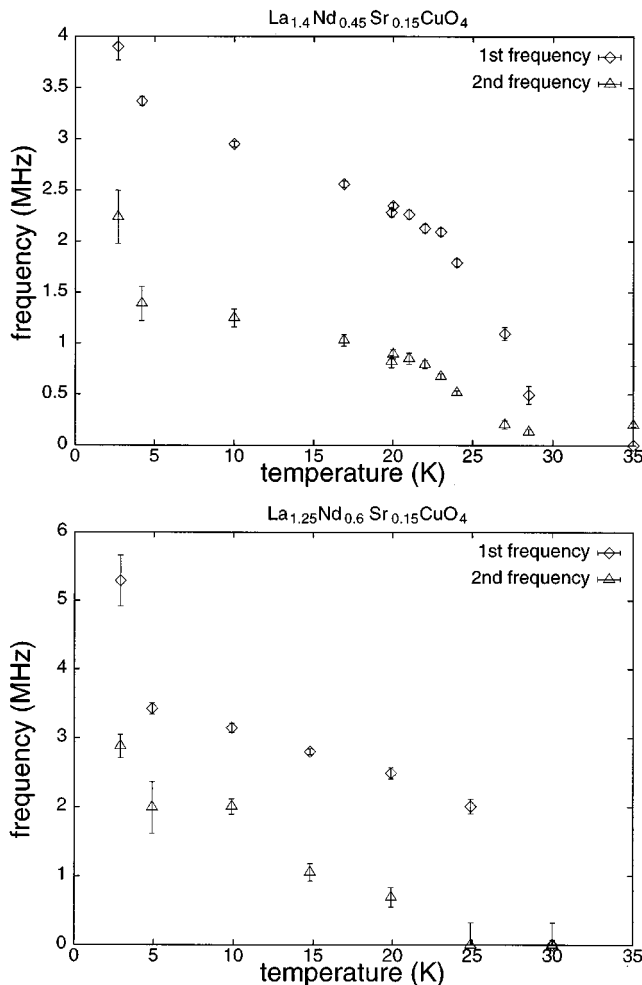 La1.4Nd0.45Sr0.15CuO4
1st frequency
2nd frequency
frequency (MHz)
4
3.5
3
2.5
2
1.5
1
0.5
0
0 5 10 15 20 25 30 35
temperature (K)
La1.25Nd0.6Sr0.15CuO4
1st frequency
2nd frequency
frequency (MHz)
6
5
4
3
2
1
0
0 5 10 15 20 25 30 35
temperature (K)